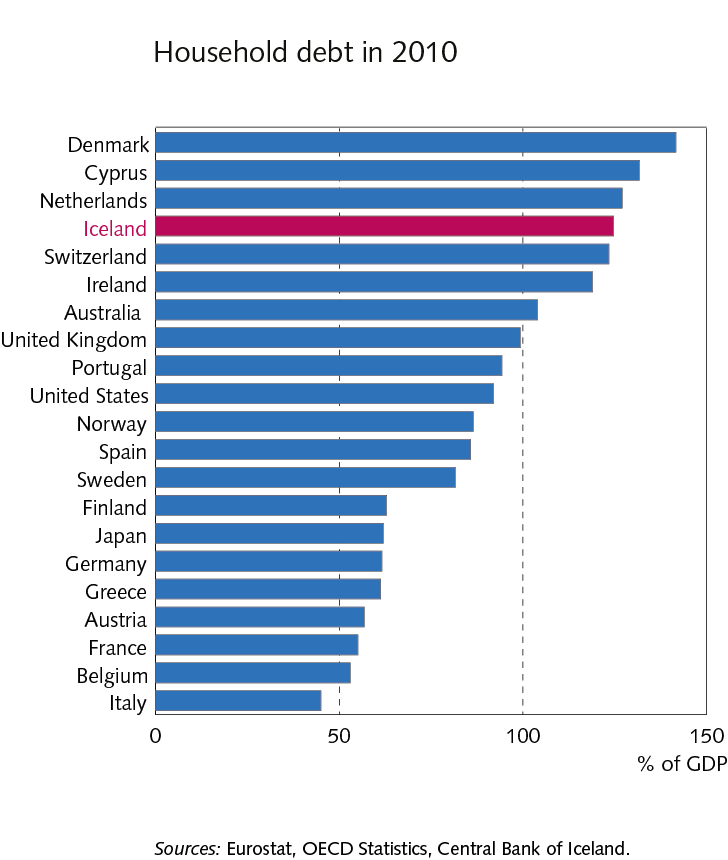 Household debt in 2010
Denmark
Cyprus
Netherlands
Iceland
Switzerland
Ireland
Australia
United Kingdom
Portugal
United States
Norway
Spain
Sweden
Finland
Japan
Germany
Greece
Austria
France
Belgium
Italy
0 50 100 150
% of GDP
Sources: Eurostat, OECD Statistics, Central Bank of Iceland.